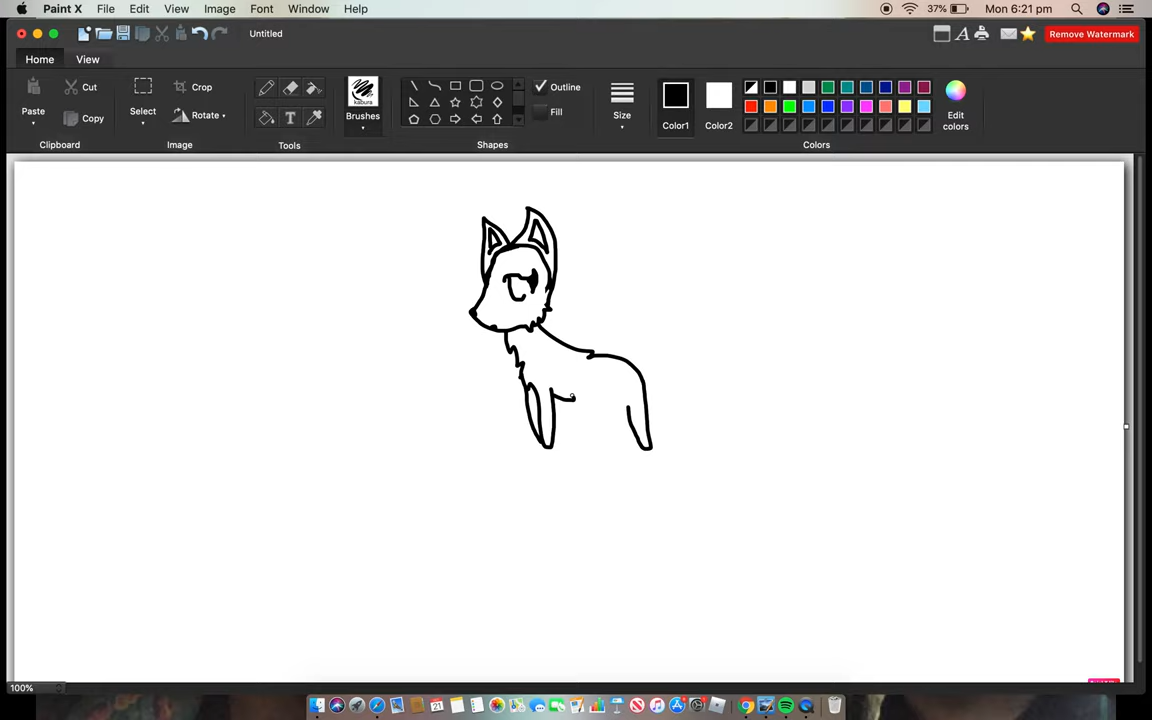 Paint X File Edit View Image Font Window Help 37% Mon 6:21 pm
Untitled Remove Watermark
Home View
Paste Cut Copy Select Crop Rotate kabura Brushes Outline Fill Size Color1 Color2 Edit colors
Clipboard Image Tools Shapes Colors
100%
21